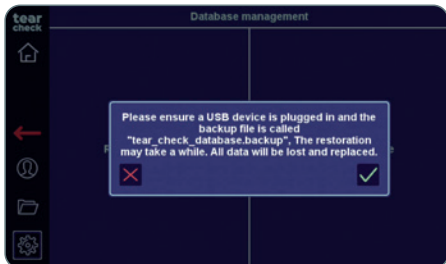 tear
check
Database management
Please ensure a USB device is plugged in and the
backup file is called
"tear_check_database.backup", The restoration
may take a while. All data will be lost and replaced.